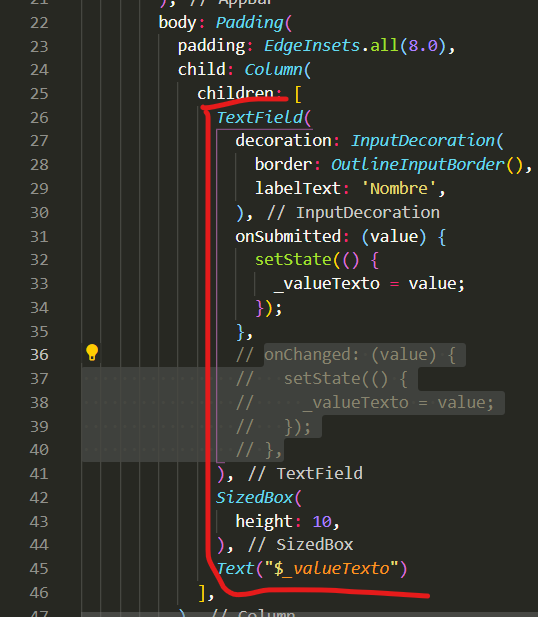 21 ), // AppBar
22 body: Padding(
23 padding: EdgeInsets.all(8.0),
24 child: Column(
25 children: [
26 TextField(
27 decoration: InputDecoration(
28 border: OutlineInputBorder(),
29 labelText: 'Nombre',
30 ), // InputDecoration
31 onSubmitted: (value) {
32 setState(() {
33 _valueTexto = value;
34 });
35 },
36 // onChanged: (value) {
37 // setState(() {
38 // _valueTexto = value;
39 // });
40 // },
41 ), // TextField
42 SizedBox(
43 height: 10,
44 ), // SizedBox
45 Text("$_valueTexto")
46 ],
47 ), // Column